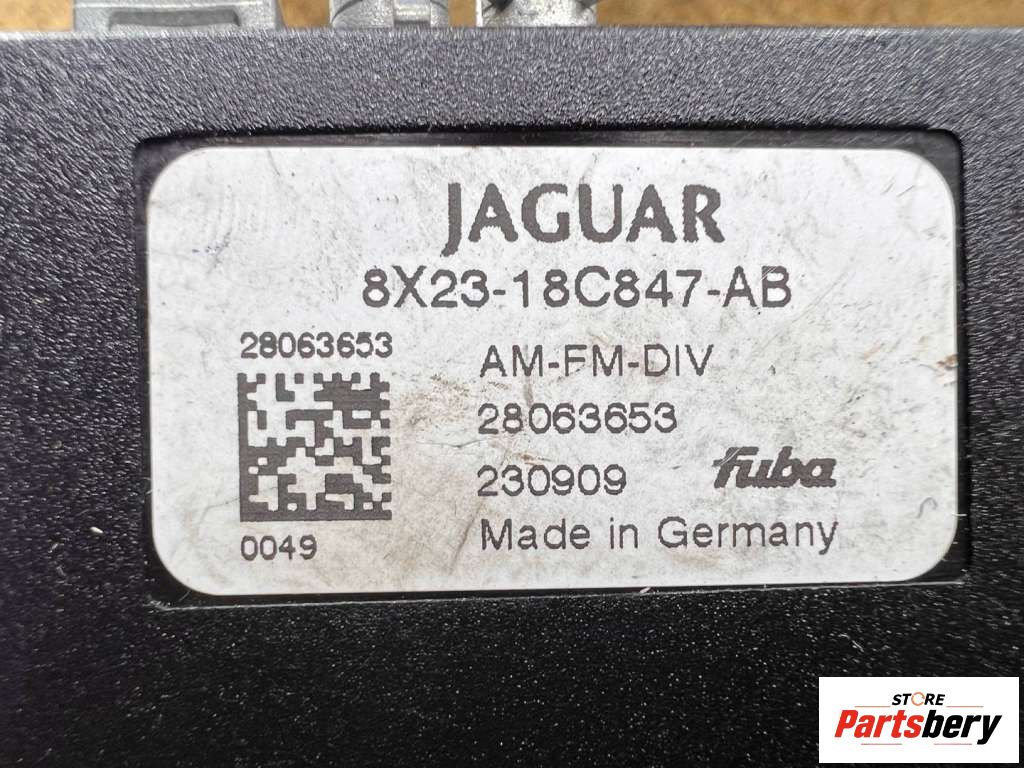 JAGUAR
8X23-18C847-AB
28063653
AM-FM-DIV
28063653
230909
fuba
0049
Made in Germany
STORE
Partsbery